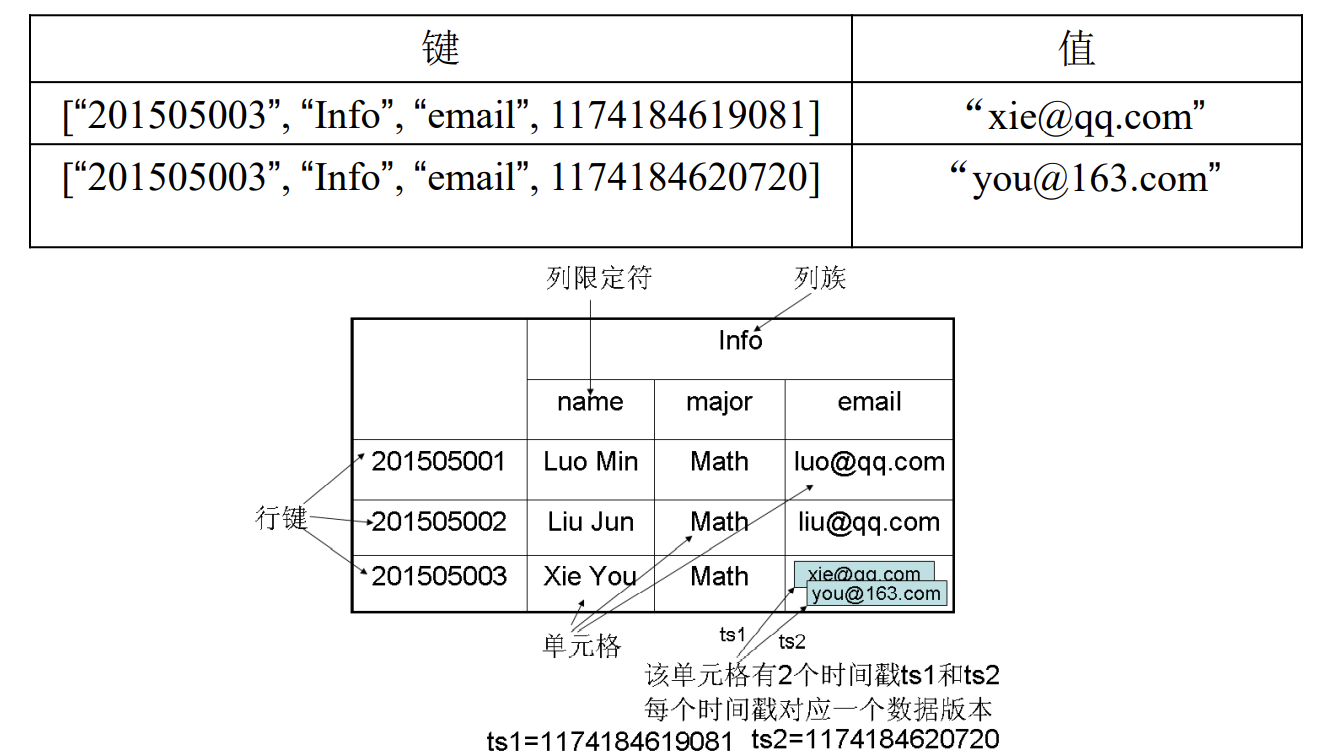 键 值
[“201505003”, “Info”, “email”, 1174184619081] “xie@qq.com”
[“201505003”, “Info”, “email”, 1174184620720] “you@163.com”
列限定符 列族
Info
name major email
201505001 Luo Min Math luo@qq.com
行键
201505002 Liu Jun Math liu@qq.com
201505003 Xie You Math xie@qq.com
you@163.com
单元格 ts1 ts2
该单元格有2个时间戳ts1和ts2
每个时间戳对应一个数据版本
ts1=1174184619081 ts2=1174184620720